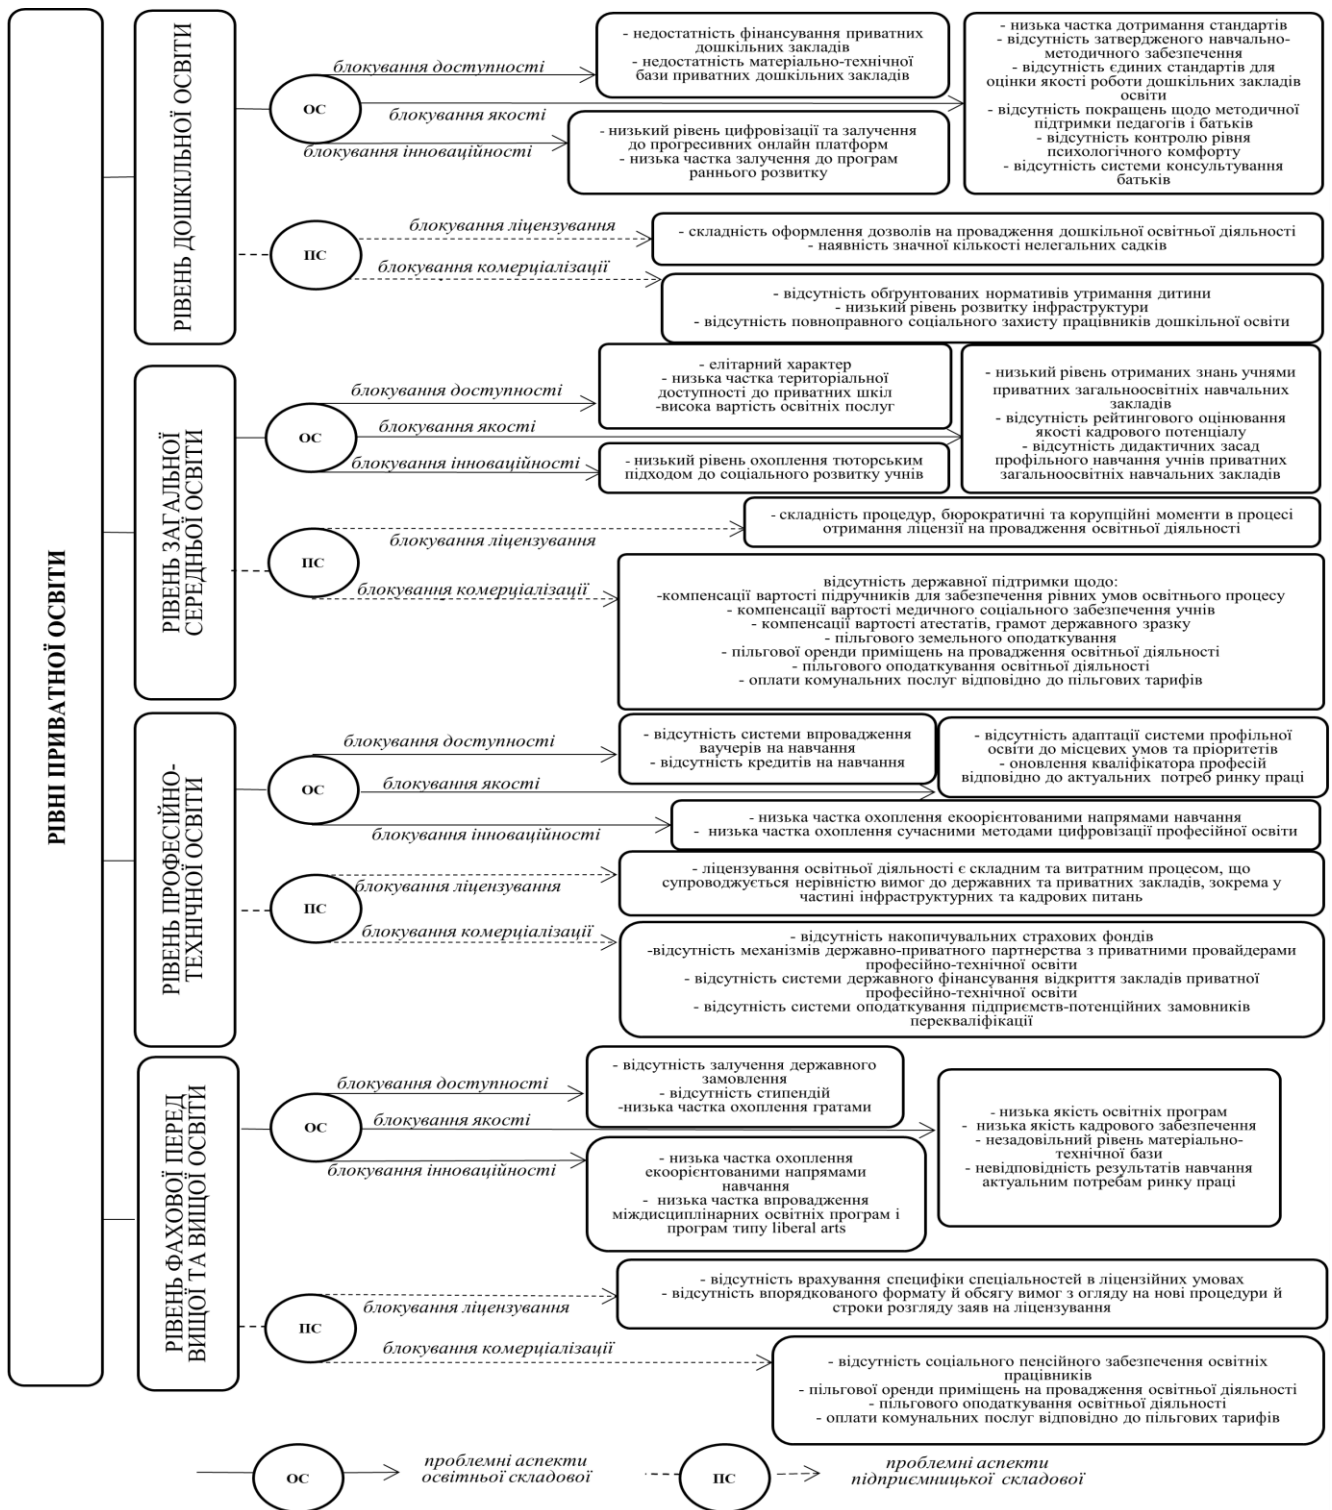 РІВНІ ПРИВАТНОЇ ОСВІТИ
РІВЕНЬ ДОШКІЛЬНОЇ ОСВІТИ
ОС
блокування доступності
- недостатність фінансування приватних
дошкільних закладів
- недостатність матеріально-технічної
бази приватних дошкільних закладів
блокування якості
- низька частка дотримання стандартів
- відсутність затвердженого навчально-
методичного забезпечення
- відсутність єдиних стандартів для
оцінки якості роботи дошкільних закладів
освіти
- відсутність покращень щодо методичної
підтримки педагогів і батьків
- відсутність контролю рівня
психологічного комфорту
- відсутність системи консультування
батьків
блокування інноваційності
- низький рівень цифровізації та залучення
до прогресивних онлайн платформ
- низька частка залучення до програм
раннього розвитку
ПС
блокування ліцензування
- складність оформлення дозволів на провадження дошкільної освітньої діяльності
- наявність значної кількості нелегальних садків
блокування комерціалізації
- відсутність обґрунтованих нормативів утримання дитини
- низький рівень розвитку інфраструктури
- відсутність повноправного соціального захисту працівників дошкільної освіти
РІВЕНЬ ЗАГАЛЬНОЇ
СЕРЕДНЬОЇ ОСВІТИ
ОС
блокування доступності
- елітарний характер
- низька частка територіальної
доступності до приватних шкіл
-висока вартість освітніх послуг
блокування якості
- низький рівень отриманих знань учнями
приватних загальноосвітніх навчальних
закладів
- відсутність рейтингового оцінювання
якості кадрового потенціалу
- відсутність дидактичних засад
профільного навчання учнів приватних
загальноосвітніх навчальних закладів
блокування інноваційності
- низький рівень охоплення тюторським
підходом до соціального розвитку учнів
ПС
блокування ліцензування
- складність процедур, бюрократичні та корупційні моменти в процесі
отримання ліцензії на провадження освітньої діяльності
блокування комерціалізації
відсутність державної підтримки щодо:
-компенсації вартості підручників для забезпечення рівних умов освітнього процесу
- компенсації вартості медичного соціального забезпечення учнів
- компенсації вартості атестатів, грамот державного зразку
- пільгового земельного оподаткування
- пільгової оренди приміщень на провадження освітньої діяльності
- пільгового оподаткування освітньої діяльності
- оплати комунальних послуг відповідно до пільгових тарифів
РІВЕНЬ ПРОФЕСІЙНО-
ТЕХНІЧНОЇ ОСВІТИ
ОС
блокування доступності
- відсутність системи впровадження
ваучерів на навчання
- відсутність кредитів на навчання
блокування якості
- відсутність адаптації системи профільної
освіти до місцевих умов та пріоритетів
- оновлення кваліфікатора професій
відповідно до актуальних потреб ринку праці
блокування інноваційності
- низька частка охоплення екоорієнтованими напрямами навчання
- низька частка охоплення сучасними методами цифровізації професійної освіти
ПС
блокування ліцензування
- ліцензування освітньої діяльності є складним та витратним процесом, що
супроводжується нерівністю вимог до державних та приватних закладів, зокрема у
частині інфраструктурних та кадрових питань
блокування комерціалізації
- відсутність накопичувальних страхових фондів
-відсутність механізмів державно-приватного партнерства з приватними провайдерами
професійно-технічної освіти
- відсутність системи державного фінансування відкриття закладів приватної
професійно-технічної освіти
- відсутність системи оподаткування підприємств-потенційних замовників
перекваліфікації
РІВЕНЬ ФАХОВОЇ ПЕРЕД
ВИЩОЇ ТА ВИЩОЇ ОСВІТИ
ОС
блокування доступності
- відсутність залучення державного
замовлення
- відсутність стипендій
-низька частка охоплення гратами
блокування якості
- низька якість освітніх програм
- низька якість кадрового забезпечення
- незадовільний рівень матеріально-
технічної бази
- невідповідність результатів навчання
актуальним потребам ринку праці
блокування інноваційності
- низька частка охоплення
екоорієнтованими напрямами
навчання
- низька частка впровадження
міждисциплінарних освітніх програм і
програм типу liberal arts
ПС
блокування ліцензування
- відсутність врахування специфіки спеціальностей в ліцензійних умовах
- відсутність впорядкованого формату й обсягу вимог з огляду на нові процедури й
строки розгляду заяв на ліцензування
блокування комерціалізації
- відсутність соціального пенсійного забезпечення освітніх
працівників
- пільгової оренди приміщень на провадження освітньої діяльності
- пільгового оподаткування освітньої діяльності
- оплати комунальних послуг відповідно до пільгових тарифів
ОС
проблемні аспекти
освітньої складової
ПС
проблемні аспекти
підприємницької складової